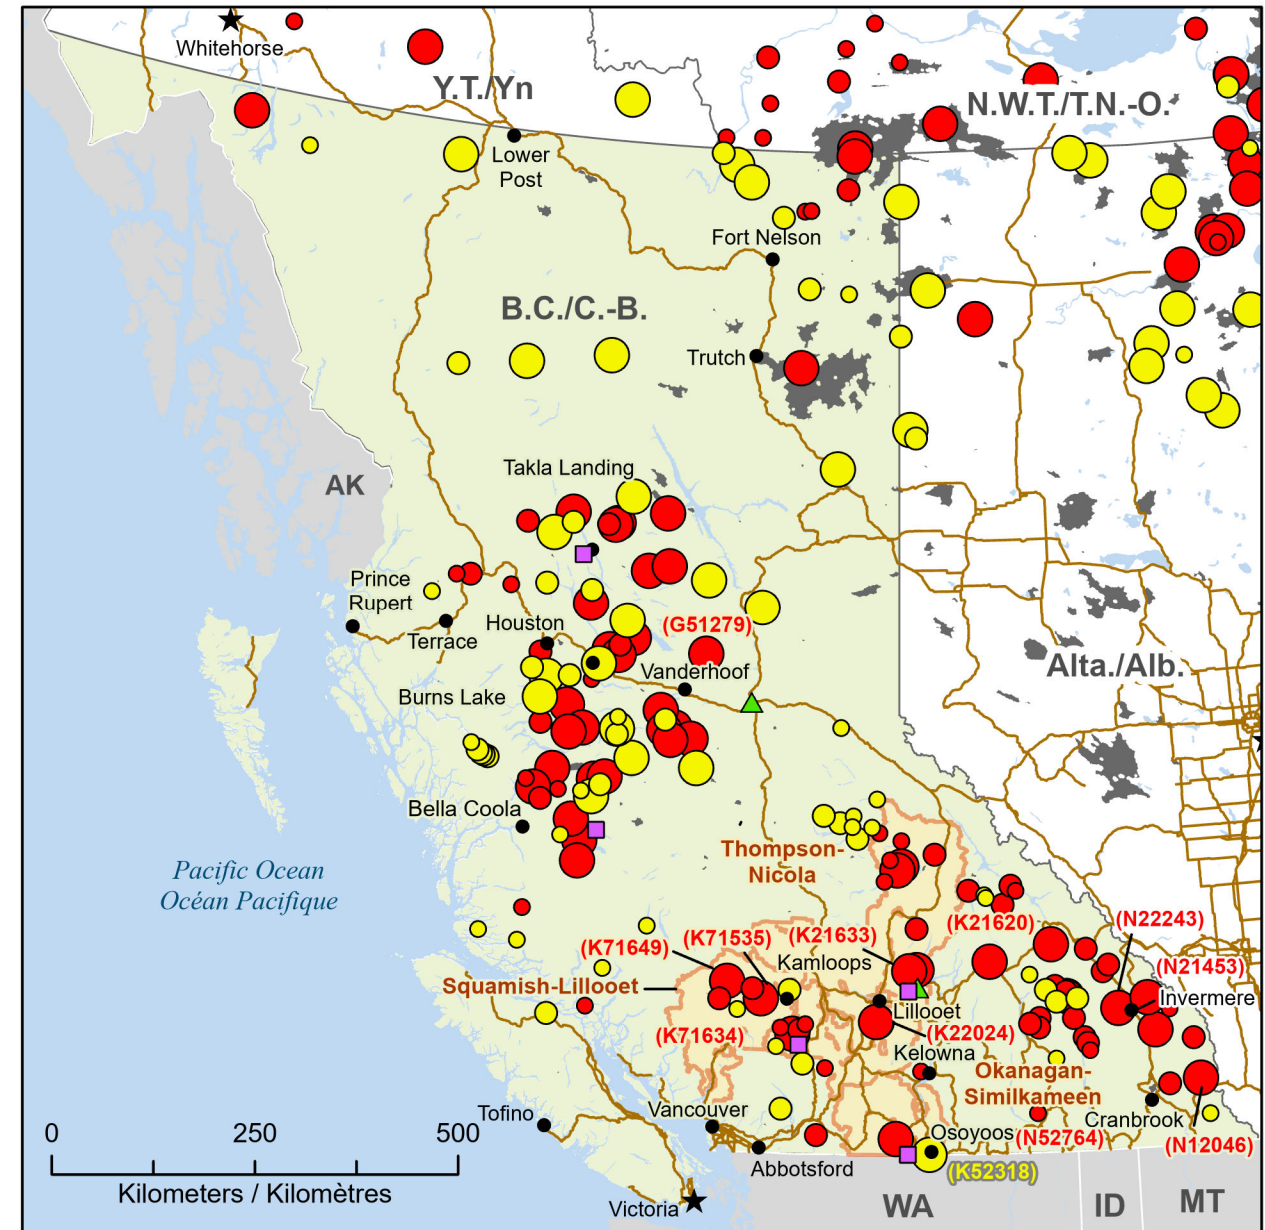 Whitehorse
Y.T./Yn
N.W.T./T.N.-O.
Lower
Post
Fort Nelson
B.C./C.-B.
Trutch
Takla Landing
AK
Prince
Rupert
Terrace
Houston
(G51279)
Vanderhoof
Alta./Alb.
Burns Lake
Bella Coola
Pacific Ocean
Océan Pacifique
Thompson-
Nicola
(K21620)
(N22243)
(K71649)
(K71535)
(K21633)
Kamloops
(N21453)
Squamish-Lillooet
Invermere
Lillooet
(K71634)
(K22024)
Kelowna
Okanagan-
Similkameen
Tofino
Vancouver
Cranbrook
Osoyoos
(N52764)
(N12046)
Abbotsford
(K52318)
0 250 500
Kilometers / Kilomètres
Victoria
WA
ID
MT